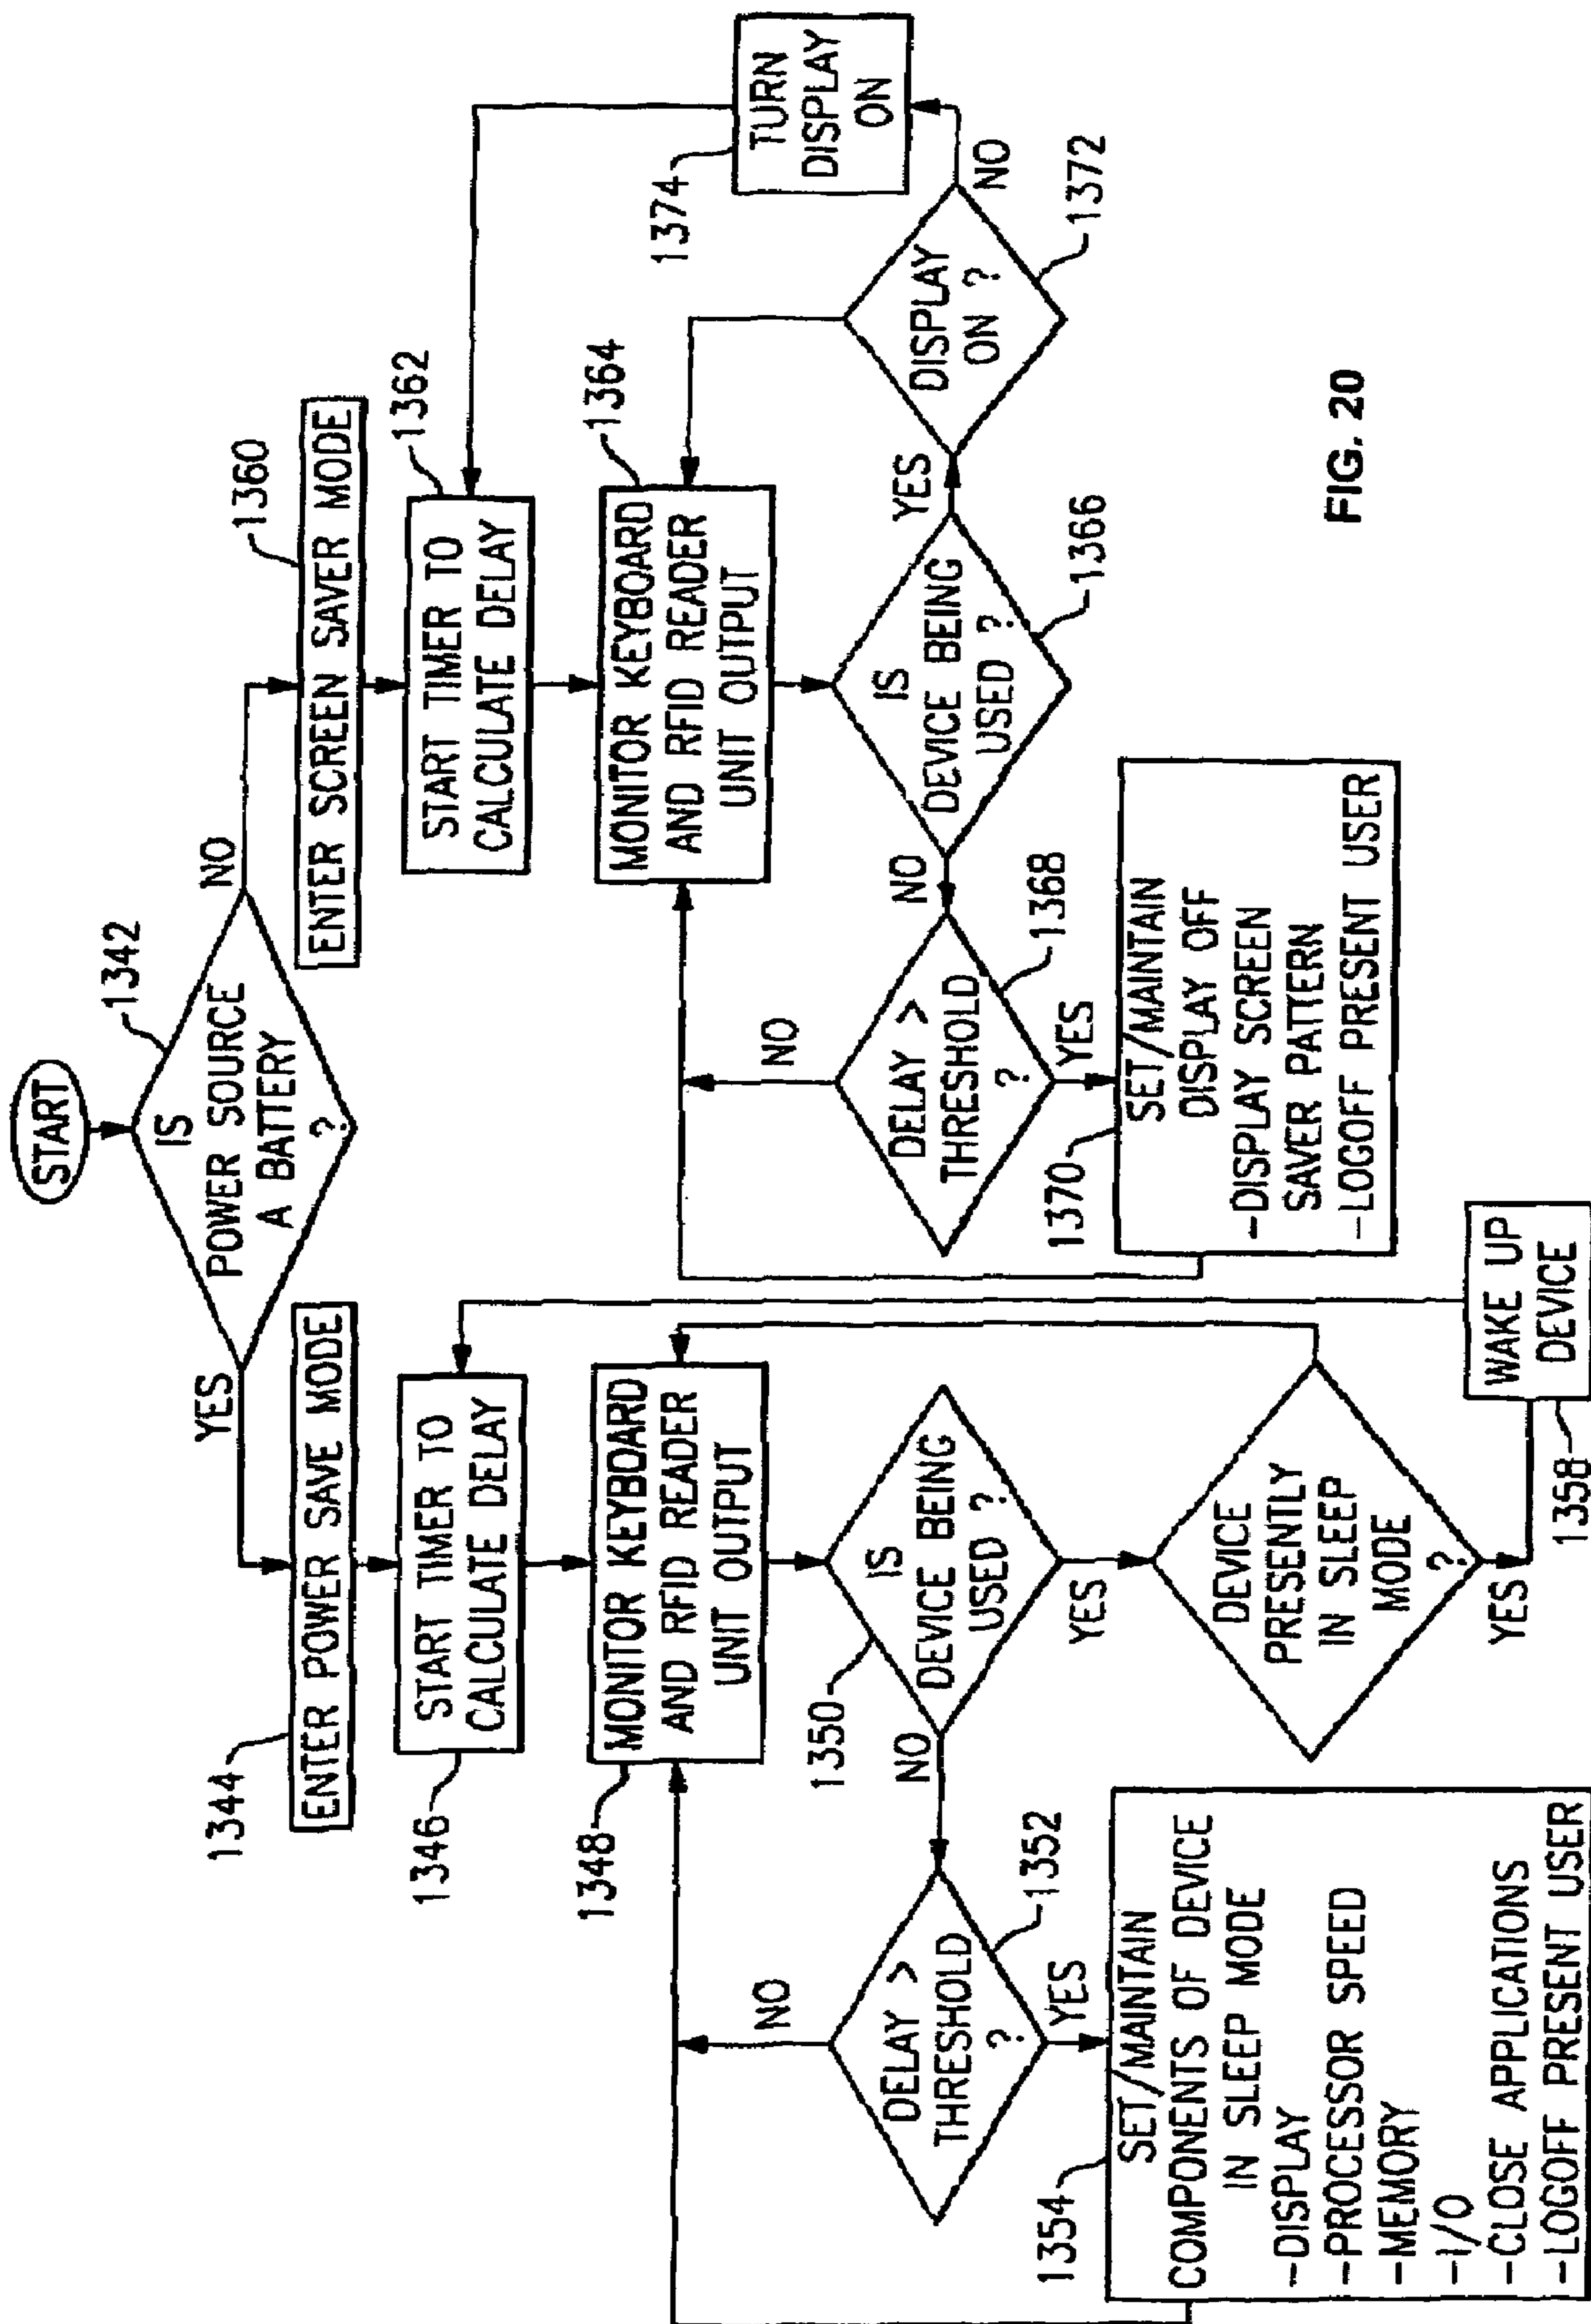 START
IS
POWER SOURCE
A BATTERY
?
1342
YES
NO
1344
ENTER POWER SAVE MODE
1346
START TIMER TO
CALCULATE DELAY
1348
MONITOR KEYBOARD
AND RFID READER
UNIT OUTPUT
1350
IS
DEVICE BEING
USED ?
NO
YES
1352
DELAY >
THRESHOLD
?
NO
YES
1354
SET/MAINTAIN
COMPONENTS OF DEVICE
IN SLEEP MODE
-DISPLAY
-PROCESSOR SPEED
-MEMORY
-I/O
-CLOSE APPLICATIONS
-LOGOFF PRESENT USER
DEVICE
PRESENTLY
IN SLEEP
MODE
?
YES
WAKE UP
DEVICE
1358
1360
ENTER SCREEN SAVER MODE
1362
START TIMER TO
CALCULATE DELAY
1364
MONITOR KEYBOARD
AND RFID READER
UNIT OUTPUT
1366
IS
DEVICE BEING
USED ?
NO
YES
1368
DELAY >
THRESHOLD
?
NO
YES
1370
SET/MAINTAIN
DISPLAY OFF
-DISPLAY SCREEN
SAVER PATTERN
-LOGOFF PRESENT USER
DISPLAY
ON ?
1372
NO
1374
TURN
DISPLAY
ON
FIG. 20